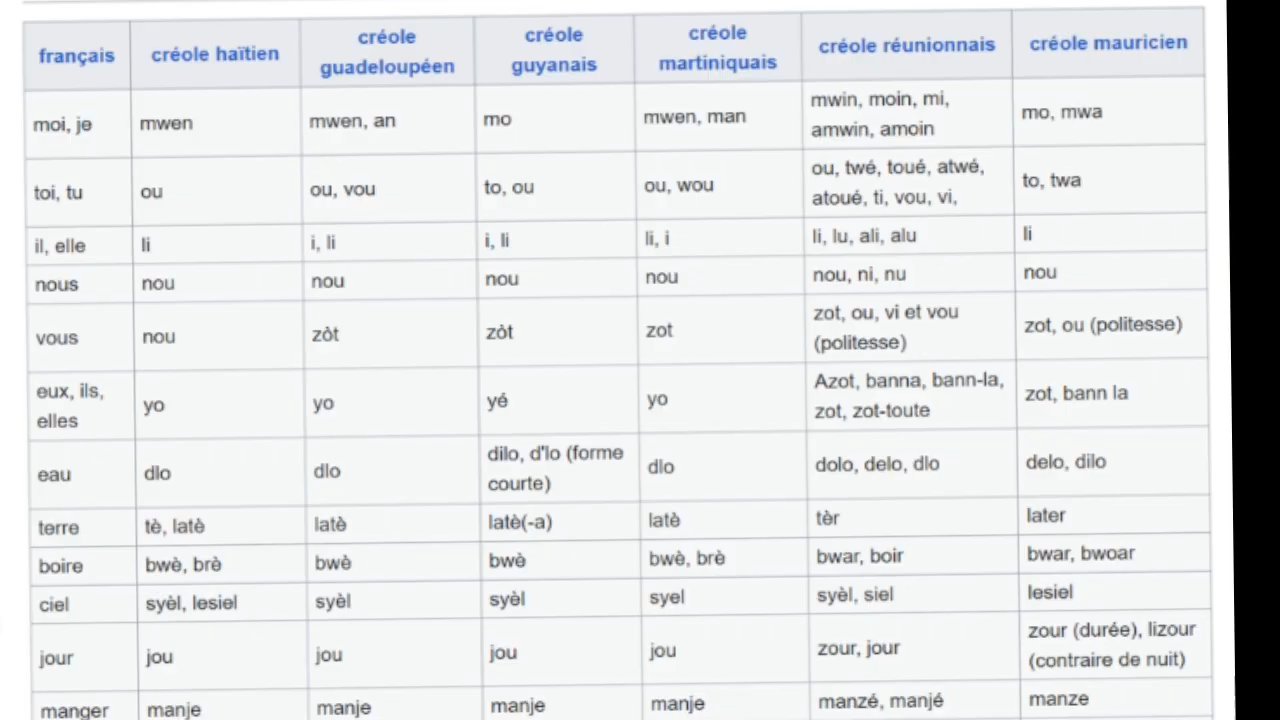 français créole haïtien créole guadeloupéen créole guyanais créole martiniquais créole réunionnais créole mauricien
moi, je mwen mwen, an mo mwen, man mwin, moin, mi, amwin, amoin mo, mwa
toi, tu ou ou, vou to, ou ou, wou ou, twé, toué, atwé, atoué, ti, vou, vi, to, twa
il, elle li i, li i, li li, i li, lu, ali, alu li
nous nou nou nou nou nou, ni, nu nou
vous nou zòt zòt zot zot, ou, vi et vou (politesse) zot, ou (politesse)
eux, ils, elles yo yo yé yo Azot, banna, bann-la, zot, zot-toute zot, bann la
eau dlo dlo dilo, d'lo (forme courte) dlo dolo, delo, dlo delo, dilo
terre tè, latè latè latè(-a) latè tèr later
boire bwè, brè bwè bwè bwè, brè bwar, boir bwar, bwoar
ciel syèl, lesiel syèl syèl syel syèl, siel lesiel
jour jou jou jou jou zour, jour zour (durée), lizour (contraire de nuit)
manger manje manje manje manje manzé, manjé manze